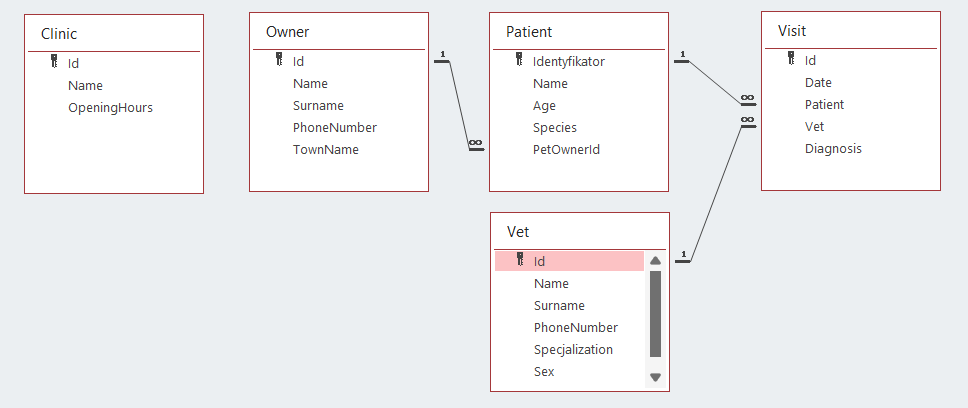 Clinic
Id
Name
OpeningHours
Owner
Id
Name
Surname
PhoneNumber
TownName
1
∞
Patient
Identyfikator
Name
Age
Species
PetOwnerId
1
∞
∞
Visit
Id
Date
Patient
Vet
Diagnosis
Vet
Id
Name
Surname
PhoneNumber
Specjalization
Sex
1